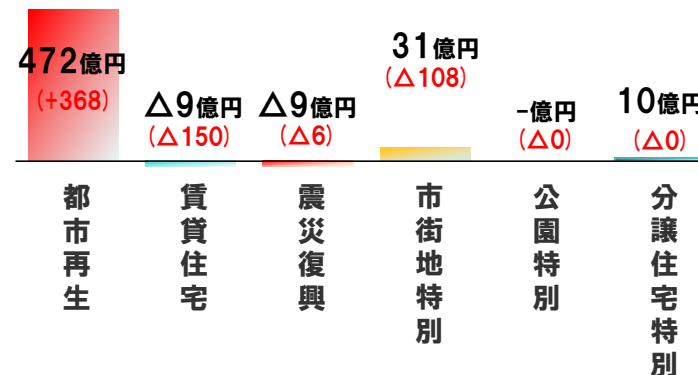 472億円
(+368)
△9億円
(△150)
△9億円
(△6)
31億円
(△108)
-億円
(△0)
10億円
(△0)
都市再生
賃貸住宅
震災復興
市街地特別
公園特別
分譲住宅特別